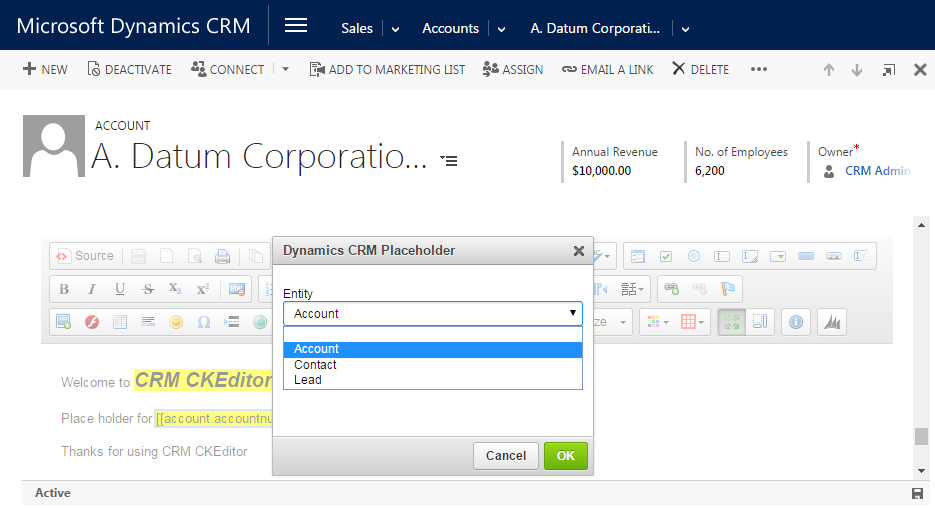 Microsoft Dynamics CRM Sales Accounts A. Datum Corporati...
NEW DEACTIVATE CONNECT ADD TO MARKETING LIST ASSIGN EMAIL A LINK DELETE
ACCOUNT
A. Datum Corporatio...
Annual Revenue No. of Employees Owner*
$10,000.00 6,200 CRM Admin
Source
B I U S X₂ X² 話
Dynamics CRM Placeholder
Entity
Account
Account
Contact
Lead
Cancel OK
Welcome to CRM CKEditor
Place holder for [[account.accountnu
Thanks for using CRM CKEditor
Active